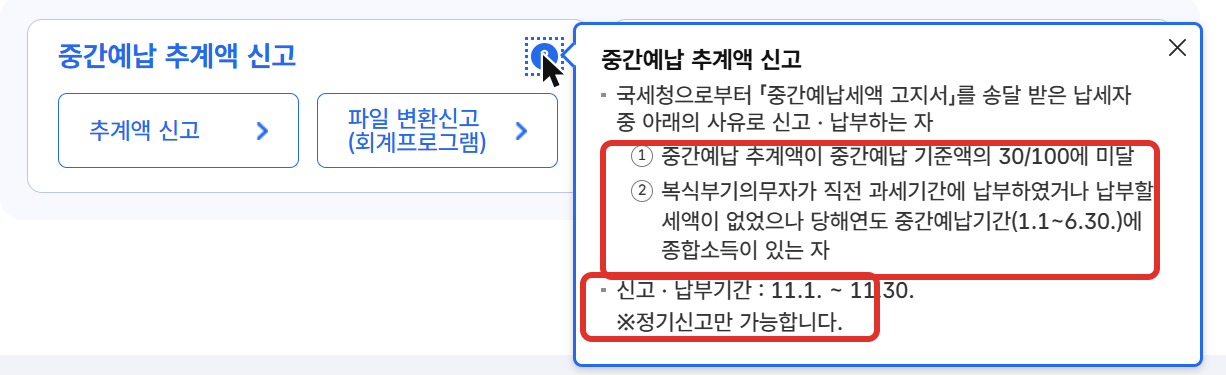 중간예납 추계액 신고
추계액 신고
파일 변환신고
(회계프로그램)
중간예납 추계액 신고
국세청으로부터 「중간예납세액 고지서」를 송달 받은 납세자
중 아래의 사유로 신고 · 납부하는 자
① 중간예납 추계액이 중간예납 기준액의 30/100에 미달
② 복식부기의무자가 직전 과세기간에 납부하였거나 납부할
세액이 없었으나 당해연도 중간예납기간(1.1~6.30.)에
종합소득이 있는 자
신고 · 납부기간 : 11.1. ~ 11.30.
※정기신고만 가능합니다.